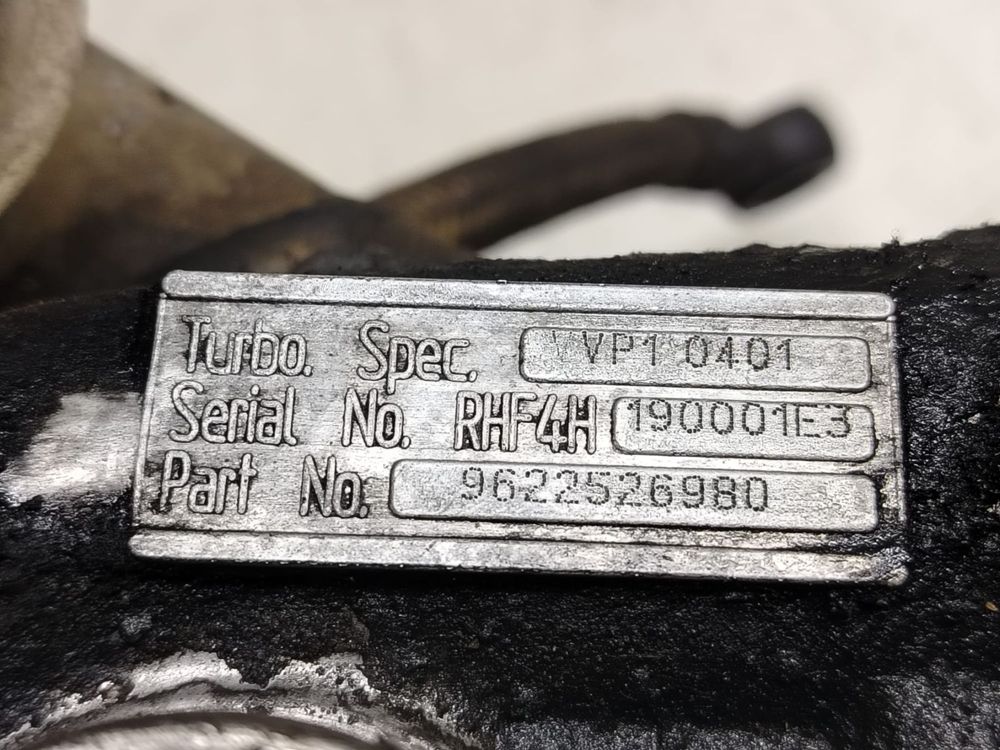 Turbo. Spec. VVP1 0401
Serial No. RHF4H 190001E3
Part No. 9622526980